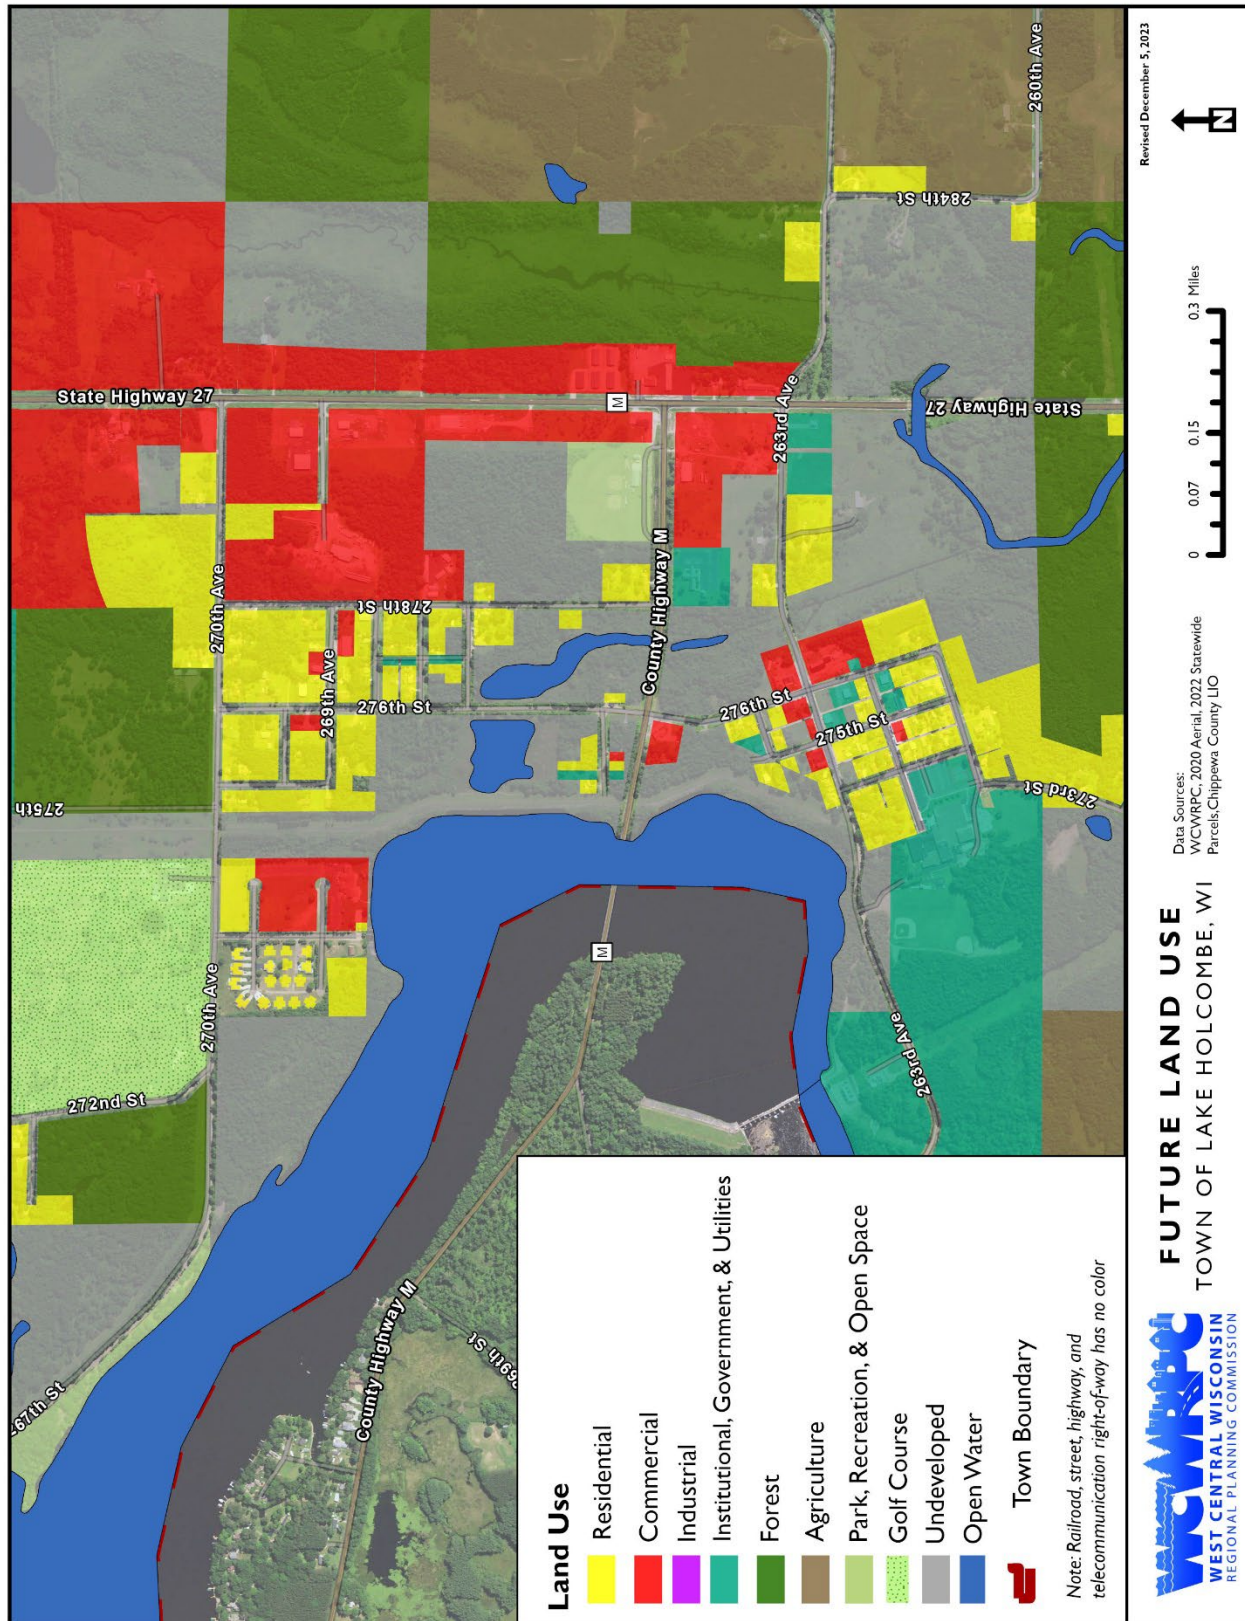 State Highway 27
270th Ave
275th
272nd St
270th Ave
267th St
269th Ave
278th St
276th St
M
County Highway M
M
County Highway M
269th St
263rd Ave
State Highway 27
284th St
260th Ave
276th St
275th St
273rd St
263rd Ave
Land Use
Residential
Commercial
Industrial
Institutional, Government, & Utilities
Forest
Agriculture
Park, Recreation, & Open Space
Golf Course
Undeveloped
Open Water
Town Boundary
Note: Railroad, street, highway, and
telecommunication right-of-way has no color
WCWRPC
WEST CENTRAL WISCONSIN
REGIONAL PLANNING COMMISSION
FUTURE LAND USE
TOWN OF LAKE HOLCOMBE, WI
Data Sources:
WCWRPC, 2020 Aerial, 2022 Statewide
Parcels,Chippewa County LIO
0 0.07 0.15 0.3 Miles
Revised December 5, 2023
N